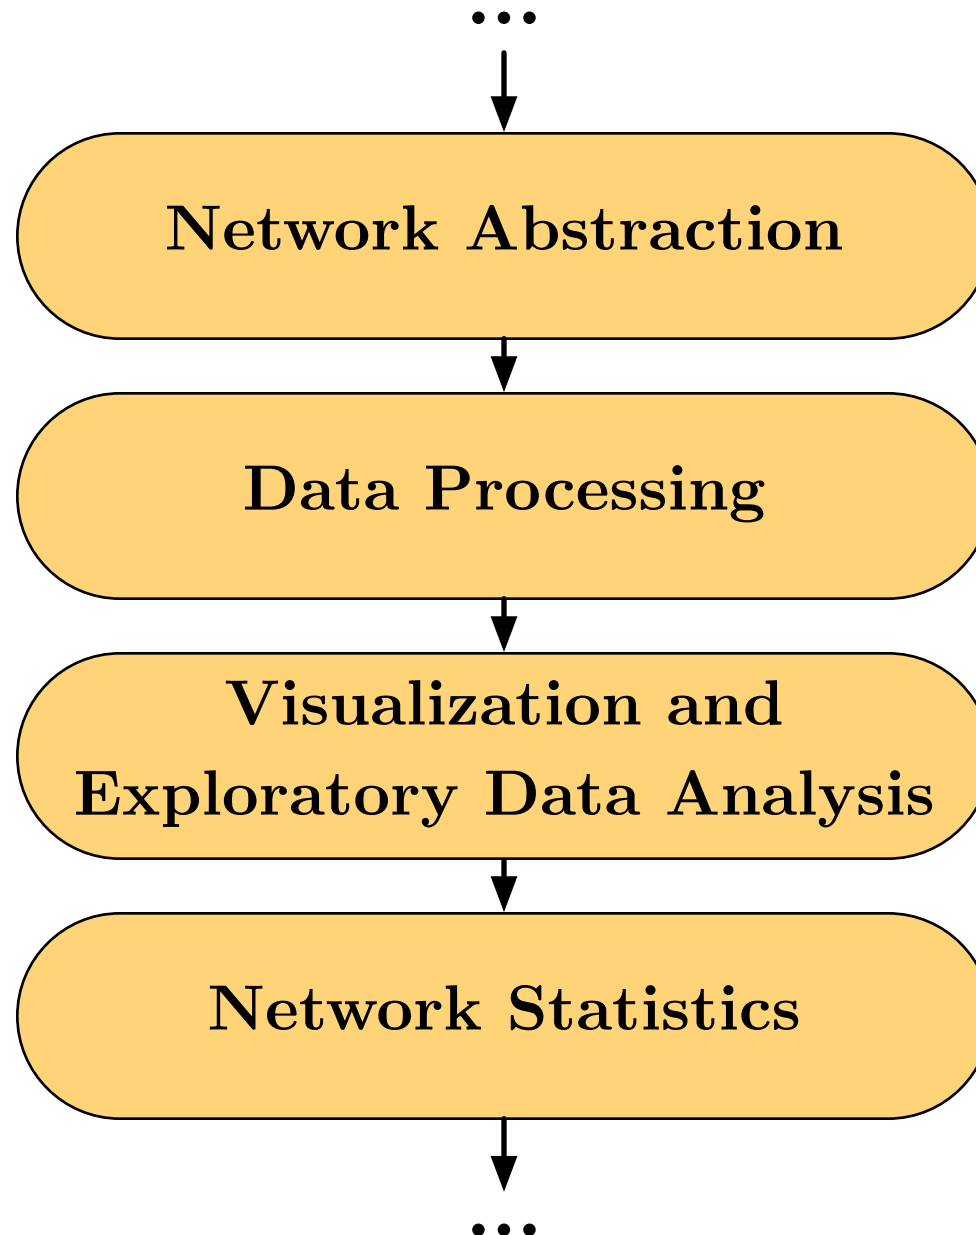 ...
Network Abstraction
Data Processing
Visualization and
Exploratory Data Analysis
Network Statistics
...